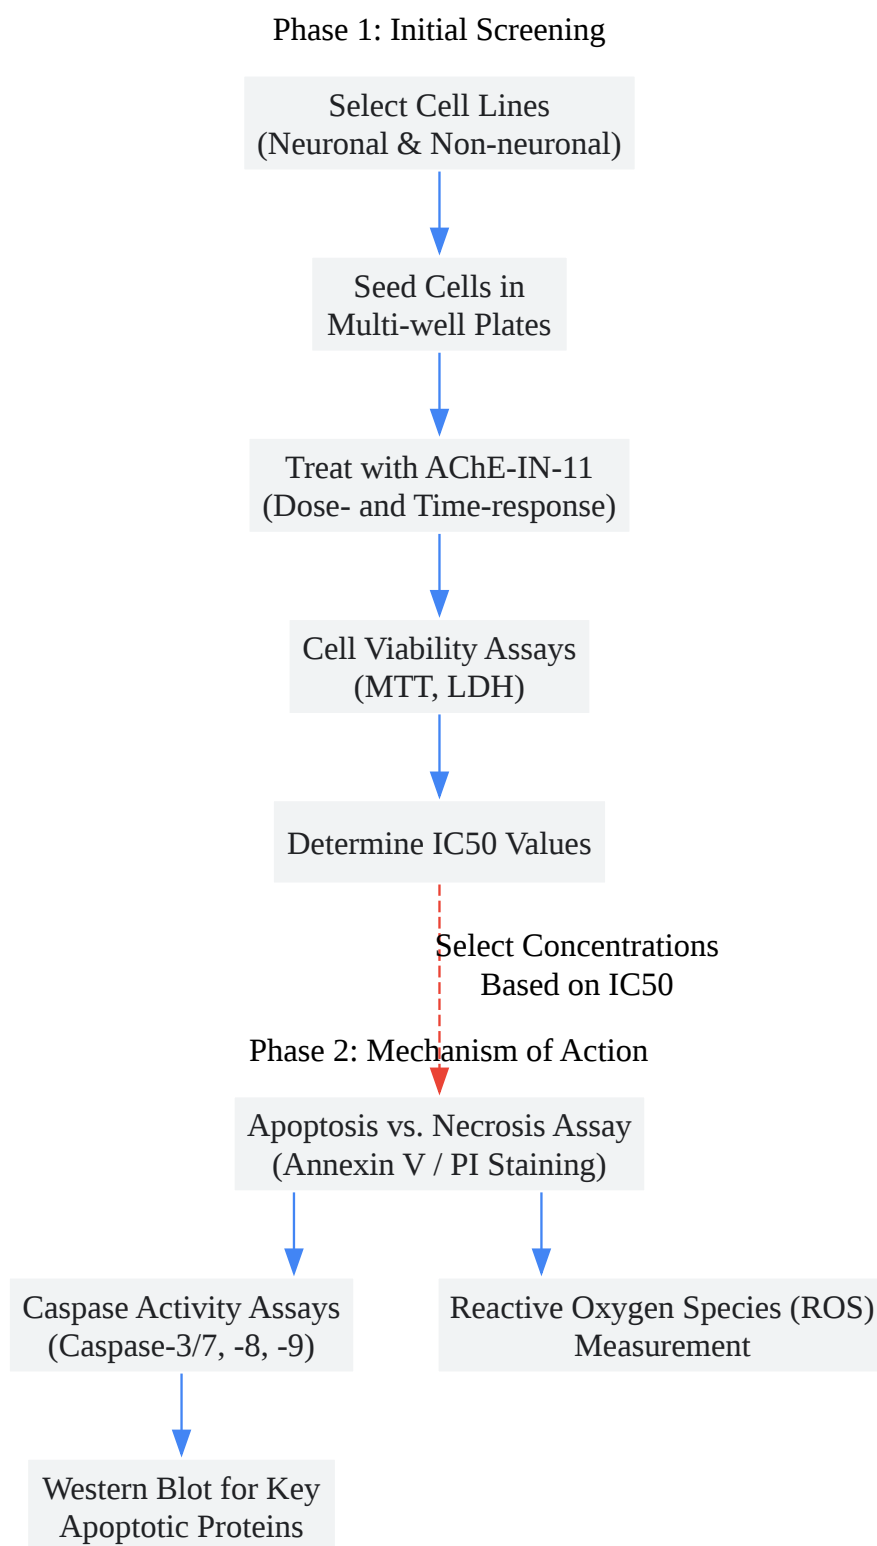 Phase 1: Initial Screening
Select Cell Lines
(Neuronal & Non-neuronal)
Seed Cells in
Multi-well Plates
Treat with AChE-IN-11
(Dose- and Time-response)
Cell Viability Assays
(MTT, LDH)
Determine IC50 Values
Select Concentrations
Based on IC50
Phase 2: Mechanism of Action
Apoptosis vs. Necrosis Assay
(Annexin V / PI Staining)
Caspase Activity Assays
(Caspase-3/7, -8, -9)
Reactive Oxygen Species (ROS)
Measurement
Western Blot for Key
Apoptotic Proteins